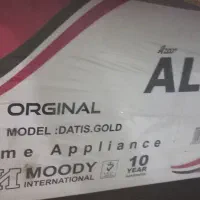 AL
ORGINAL
MODEL :DATIS.GOLD
me Appliance
MOODY
INTERNATIONAL
10
YEAR